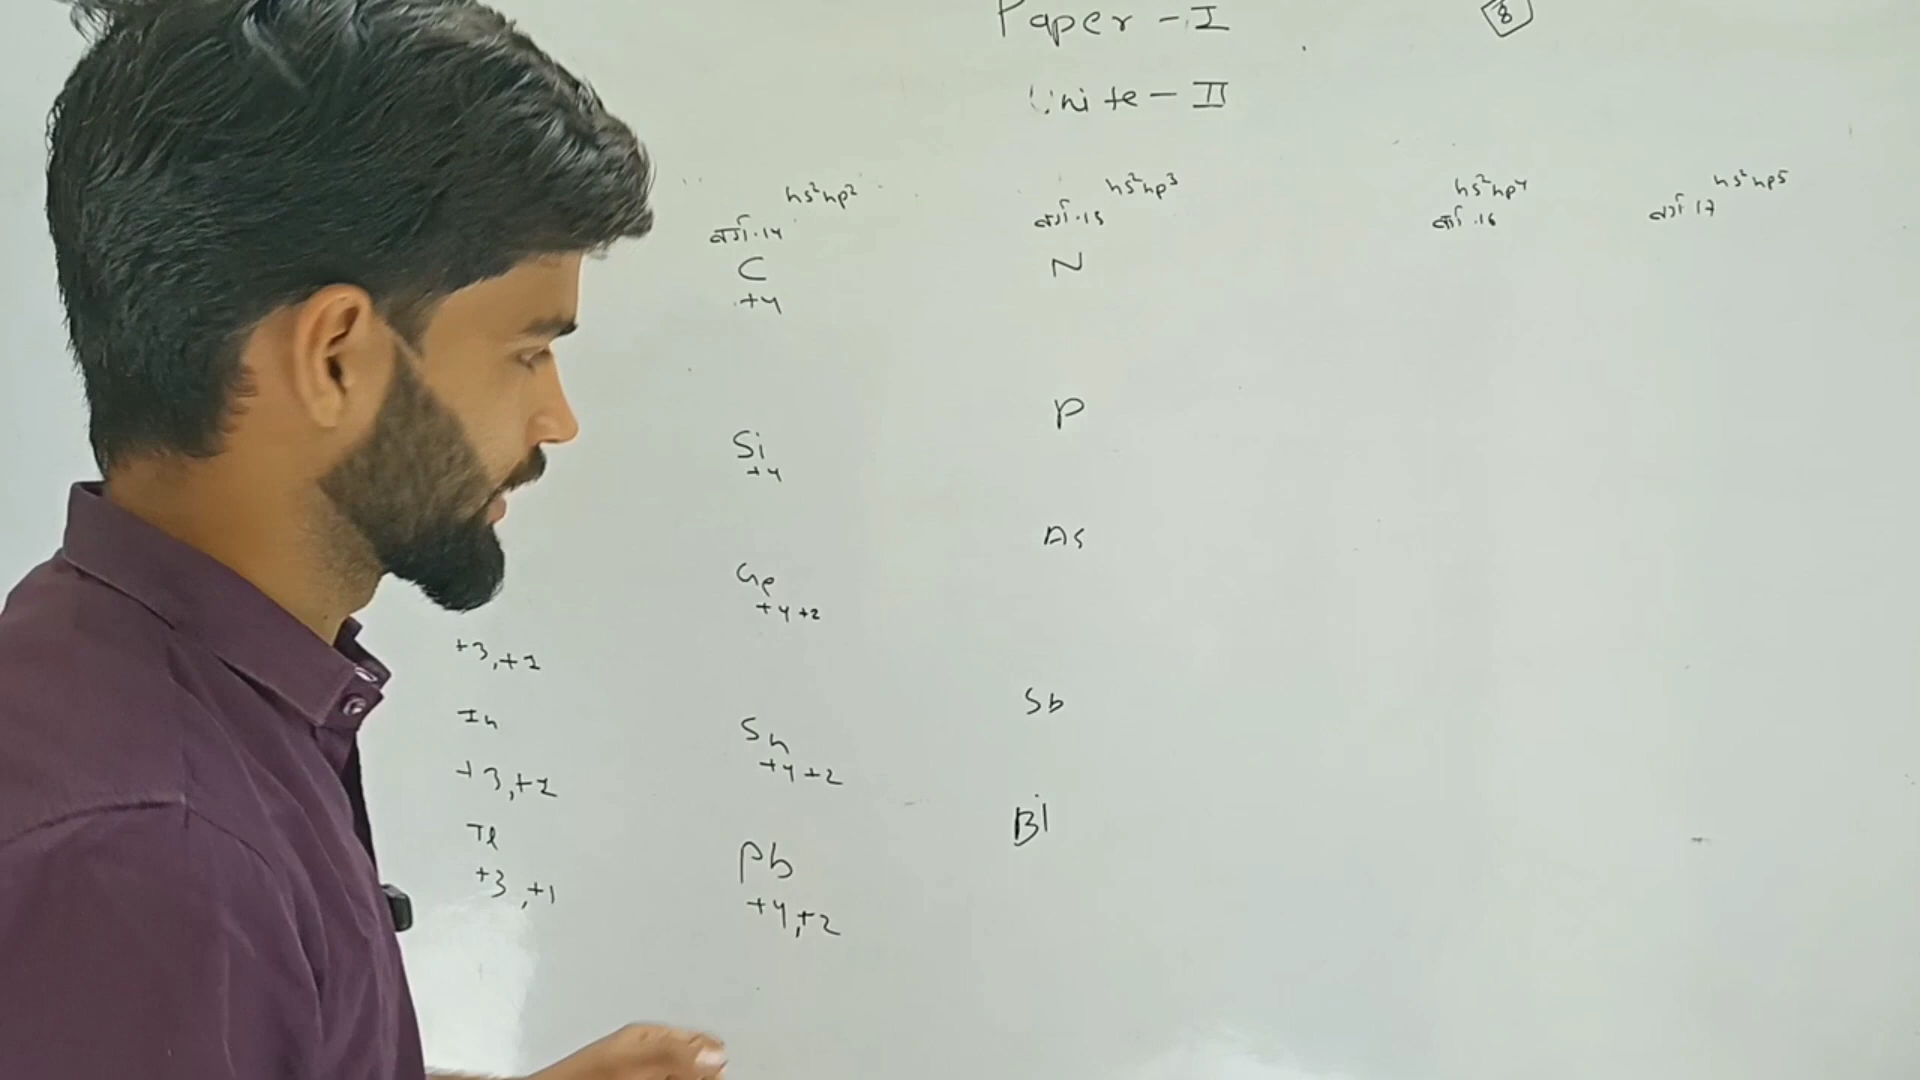 Paper - I
8
Unite - II
ns²np²
वर्ग.14
C
+4
Si
+4
Ge
+4 +2
Sn
+4 +2
Pb
+4,+2
ns²np³
वर्ग.15
N
P
As
Sb
Bi
ns²np⁴
वर्ग.16
ns²np⁵
वर्ग 17
+3,+1
In
+3,+1
Tl
+3,+1